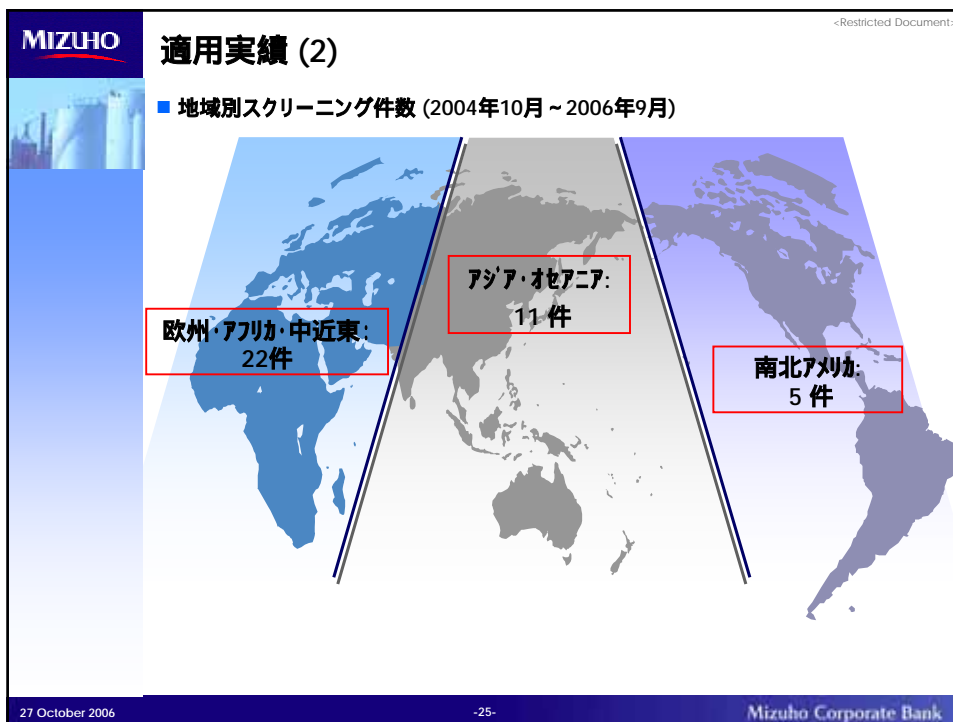 <Restricted Document>
MIZUHO
適用実績 (2)
■ 地域別スクリーニング件数 (2004年10月～2006年9月)
アジア・オセアニア:
11 件
欧州・アフリカ・中近東:
22件
南北アメリカ:
5 件
27 October 2006
-25-
Mizuho Corporate Bank